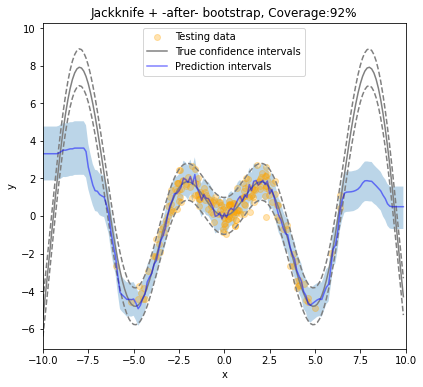 Jackknife + -after- bootstrap, Coverage:92%
Testing data
True confidence intervals
Prediction intervals
10
8
6
4
2
0
−2
−4
−6
y
−10.0 −7.5 −5.0 −2.5 0.0 2.5 5.0 7.5 10.0
x